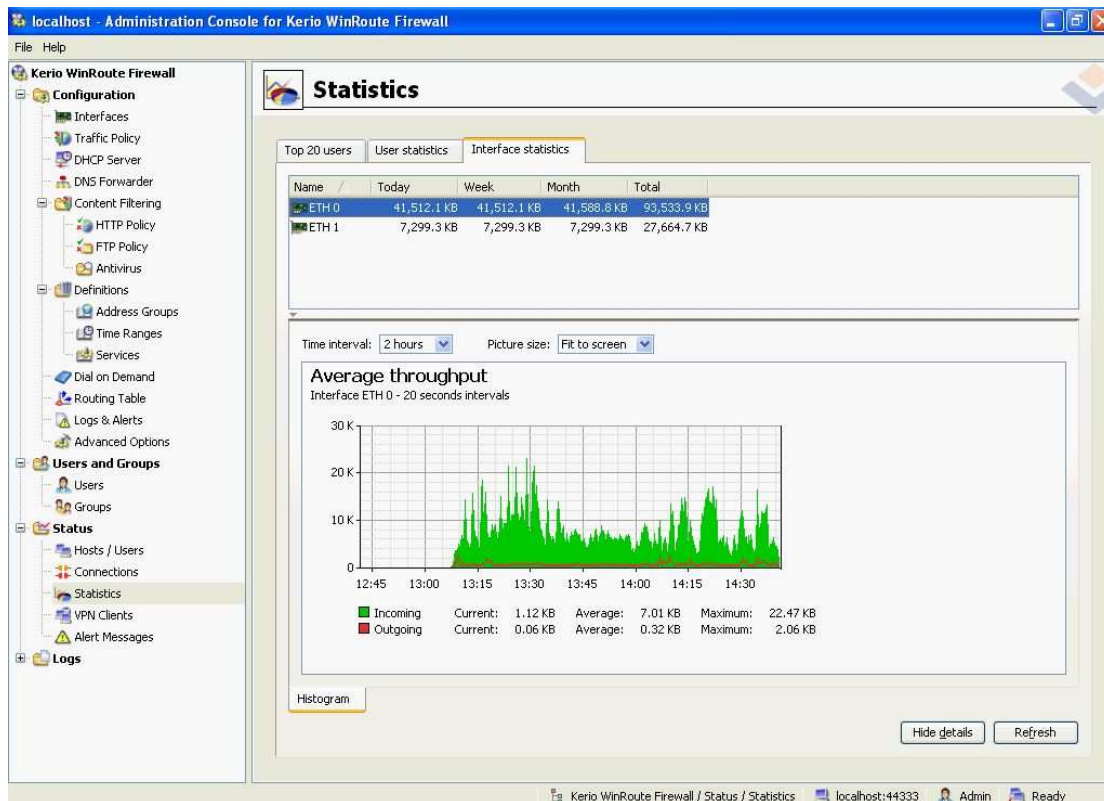 localhost - Administration Console for Kerio WinRoute Firewall
File Help
Kerio WinRoute Firewall
Configuration
Interfaces
Traffic Policy
DHCP Server
DNS Forwarder
Content Filtering
HTTP Policy
FTP Policy
Antivirus
Definitions
Address Groups
Time Ranges
Services
Dial on Demand
Routing Table
Logs & Alerts
Advanced Options
Users and Groups
Users
Groups
Status
Hosts / Users
Connections
Statistics
VPN Clients
Alert Messages
Logs
Statistics
Top 20 users User statistics Interface statistics
Name Today Week Month Total
ETH 0 41,512.1 KB 41,512.1 KB 41,588.8 KB 93,533.9 KB
ETH 1 7,299.3 KB 7,299.3 KB 7,299.3 KB 27,664.7 KB
Time interval: 2 hours Picture size: Fit to screen
Average throughput
Interface ETH 0 - 20 seconds intervals
30 K
20 K
10 K
0
12:45 13:00 13:15 13:30 13:45 14:00 14:15 14:30
Incoming Current: 1.12 KB Average: 7.01 KB Maximum: 22.47 KB
Outgoing Current: 0.06 KB Average: 0.32 KB Maximum: 2.06 KB
Histogram
Hide details Refresh
Kerio WinRoute Firewall / Status / Statistics localhost:44333 Admin Ready